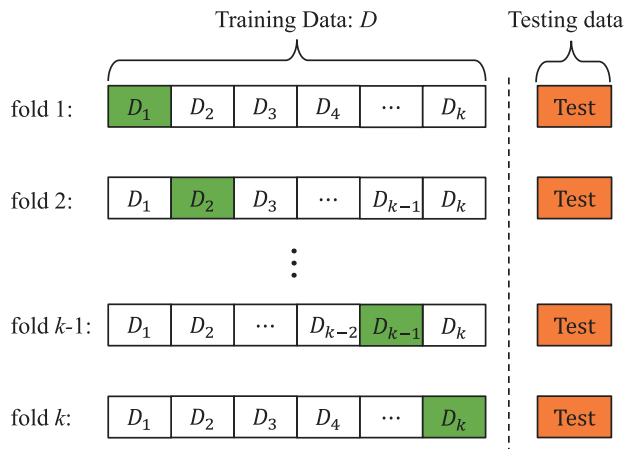 Training Data: D Testing data
fold 1: D₁ D₂ D₃ D₄ ⋯ Dₖ Test
fold 2: D₁ D₂ D₃ ⋯ Dₖ₋₁ Dₖ Test
⋮
fold k-1: D₁ D₂ ⋯ Dₖ₋₂ Dₖ₋₁ Dₖ Test
fold k: D₁ D₂ D₃ D₄ ⋯ Dₖ Test